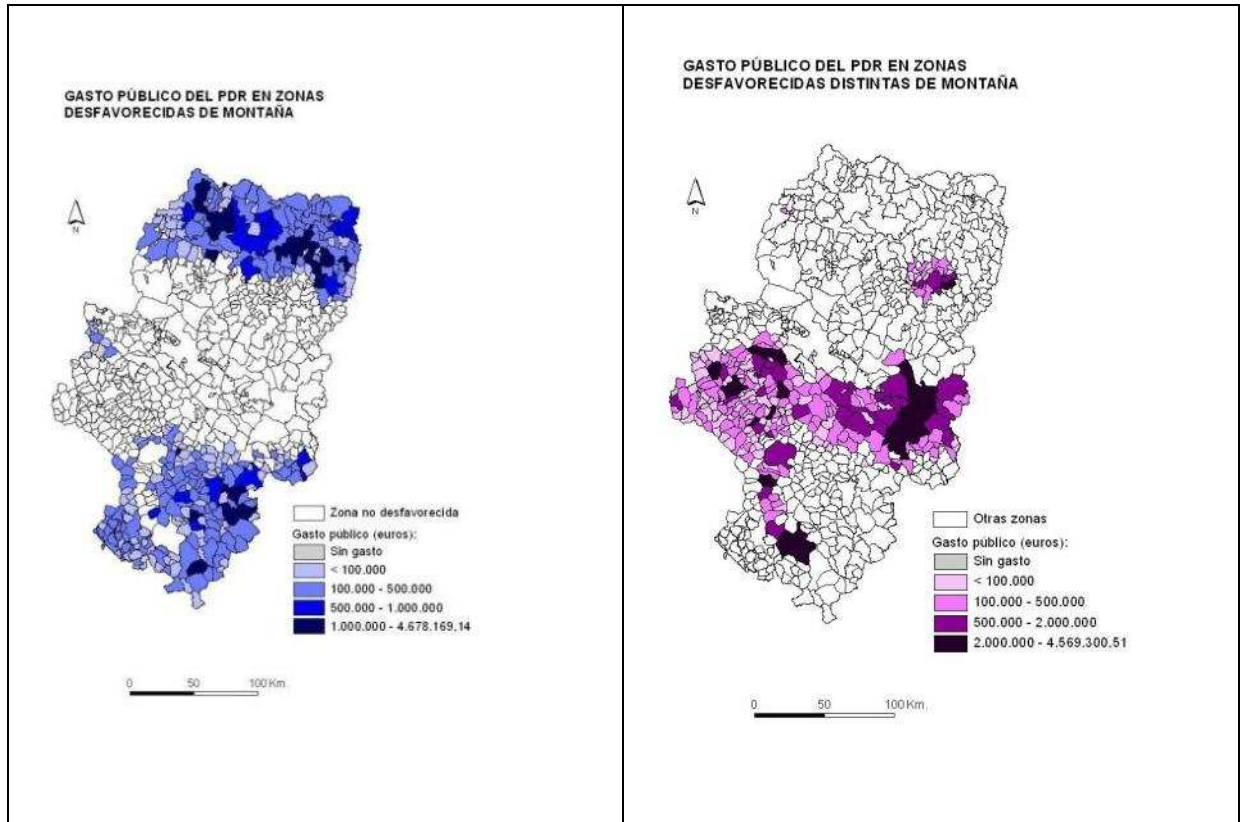 GASTO PÚBLICO DEL PDR EN ZONAS
DESFAVORECIDAS DE MONTAÑA
N
Zona no desfavorecida
Gasto público (euros):
Sin gasto
< 100.000
100.000 - 500.000
500.000 - 1.000.000
1.000.000 - 4.678.169,14
0 50 100 Km.
GASTO PÚBLICO DEL PDR EN ZONAS
DESFAVORECIDAS DISTINTAS DE MONTAÑA
N
Otras zonas
Gasto público (euros):
Sin gasto
< 100.000
100.000 - 500.000
500.000 - 2.000.000
2.000.000 - 4.569.300,51
0 50 100 Km.